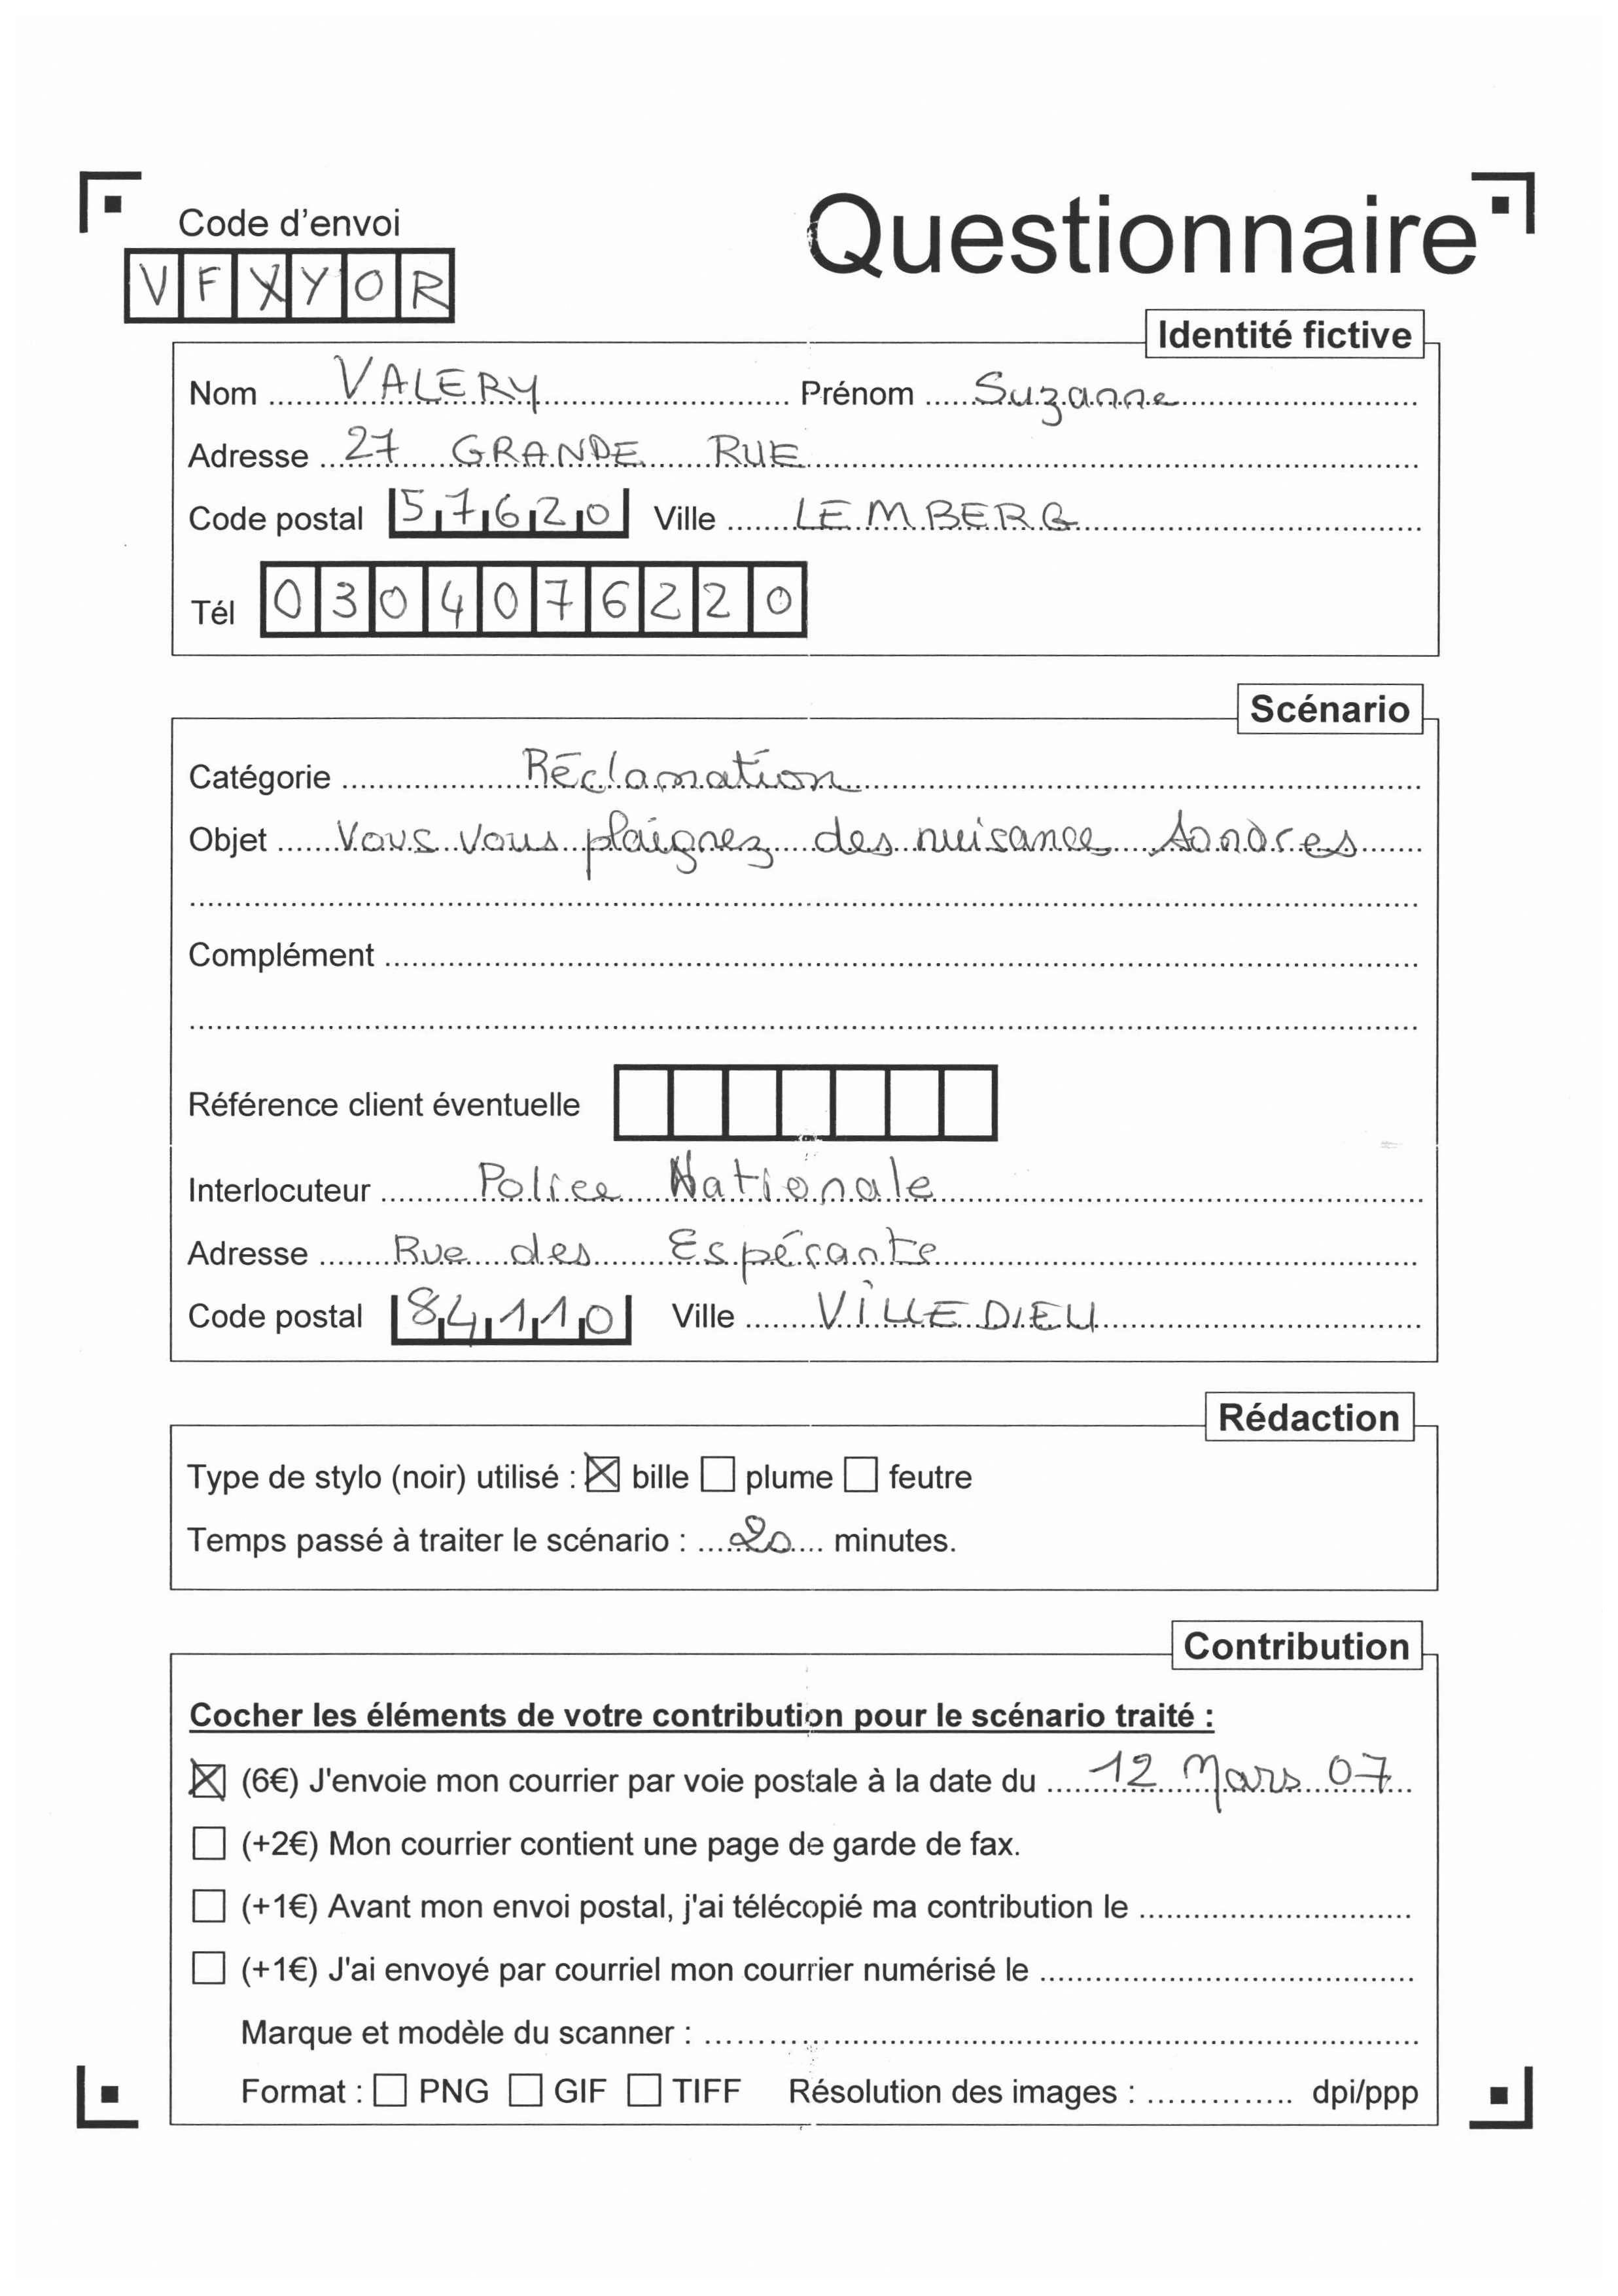 Code d'envoi
VFXYOR
Questionnaire
Identité fictive
Nom VALERY Prénom Suzanne
Adresse 27 GRANDE RUE
Code postal 57620 Ville LEMBERG
Tél 0304076220
Scénario
Catégorie Réclamation
Objet Vous vous plaignez des nuisance sonores
Complément
Référence client éventuelle
Interlocuteur Police Nationale
Adresse Rue des Espérante
Code postal 84110 Ville VILLEDIEU
Rédaction
Type de stylo (noir) utilisé : ☒ bille ☐ plume ☐ feutre
Temps passé à traiter le scénario : 20 minutes.
Contribution
Cocher les éléments de votre contribution pour le scénario traité :
☒ (6€) J'envoie mon courrier par voie postale à la date du 12 Mars 07
☐ (+2€) Mon courrier contient une page de garde de fax.
☐ (+1€) Avant mon envoi postal, j'ai télécopié ma contribution le
☐ (+1€) J'ai envoyé par courriel mon courrier numérisé le
Marque et modèle du scanner :
Format : ☐ PNG ☐ GIF ☐ TIFF Résolution des images : dpi/ppp